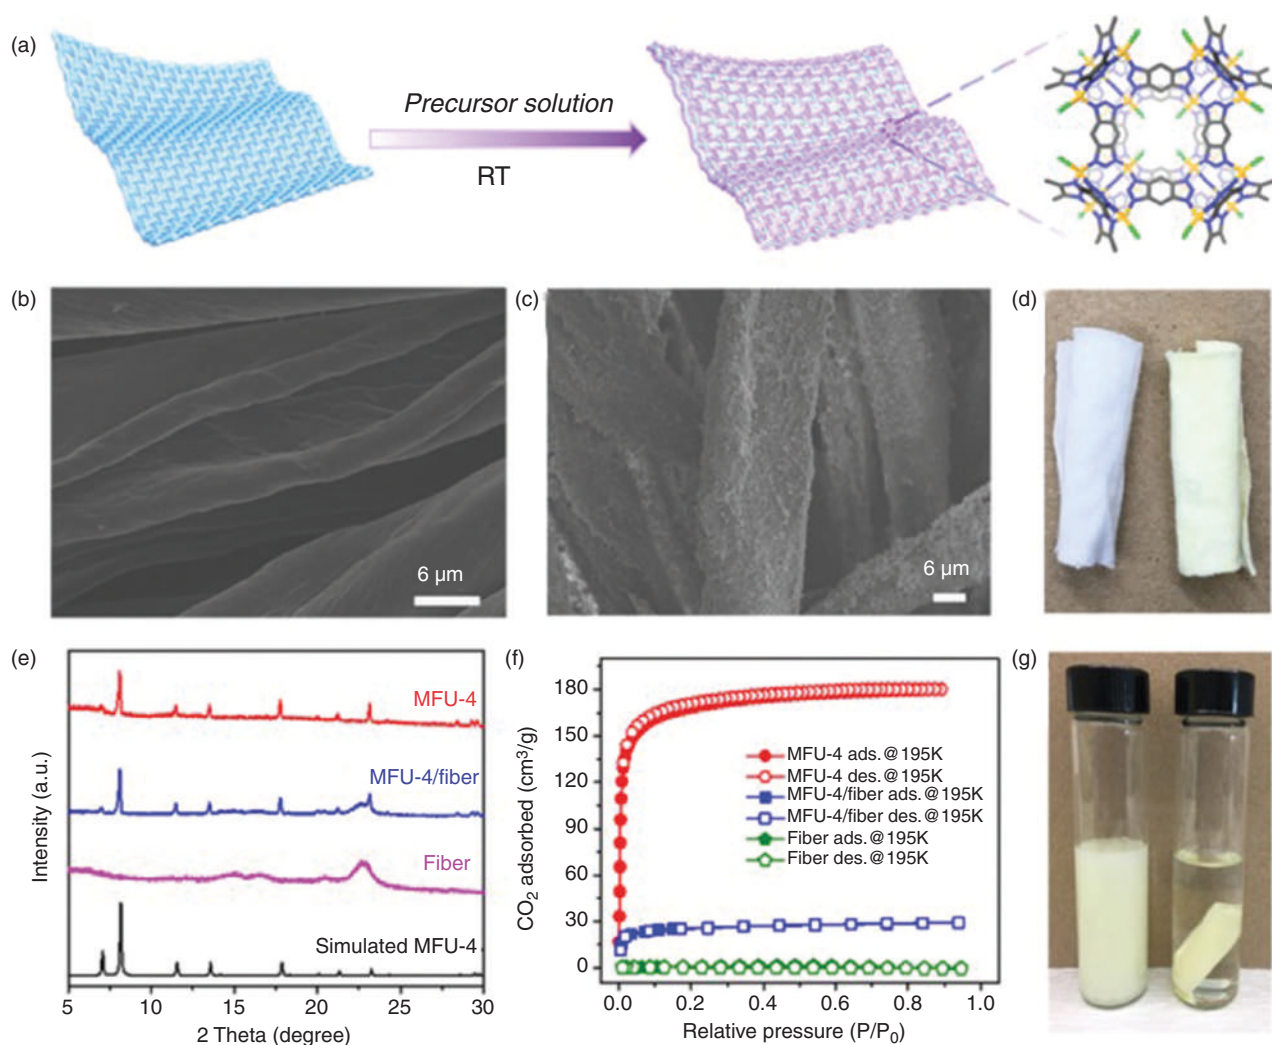 (a)
Precursor solution
RT
(b)
6 µm
(c)
6 µm
(d)
(e)
MFU-4
MFU-4/fiber
Fiber
Simulated MFU-4
Intensity (a.u.)
5 10 15 20 25 30
2 Theta (degree)
(f)
180
150
120
90
60
30
0
CO₂ adsorbed (cm³/g)
MFU-4 ads.@195K
MFU-4 des.@195K
MFU-4/fiber ads.@195K
MFU-4/fiber des.@195K
Fiber ads.@195K
Fiber des.@195K
0.0 0.2 0.4 0.6 0.8 1.0
Relative pressure (P/P₀)
(g)